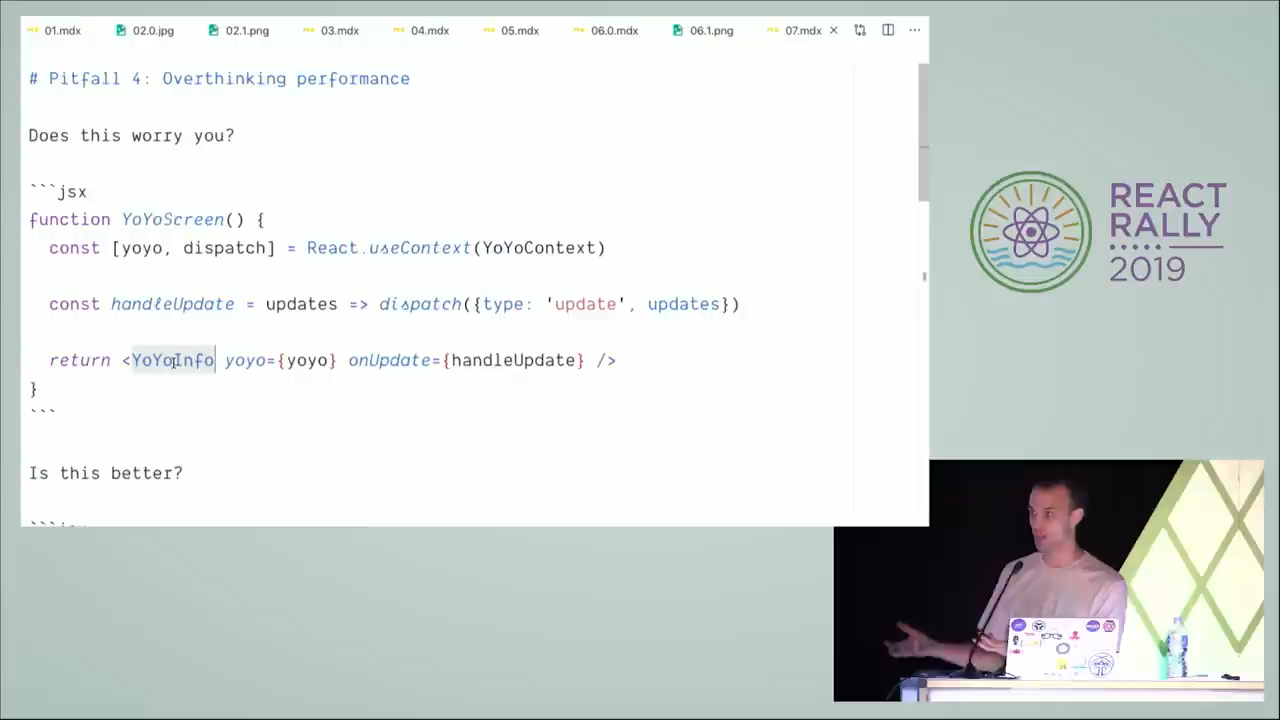 01.mdx 02.0.jpg 02.1.png 03.mdx 04.mdx 05.mdx 06.0.mdx 06.1.png 07.mdx
# Pitfall 4: Overthinking performance
Does this worry you?
```jsx
function YoYoScreen() {
const [yoyo, dispatch] = React.useContext(YoYoContext)
const handleUpdate = updates => dispatch({type: 'update', updates})
return <YoYoInfo yoyo={yoyo} onUpdate={handleUpdate} />
}
```
Is this better?
REACT
RALLY
2019